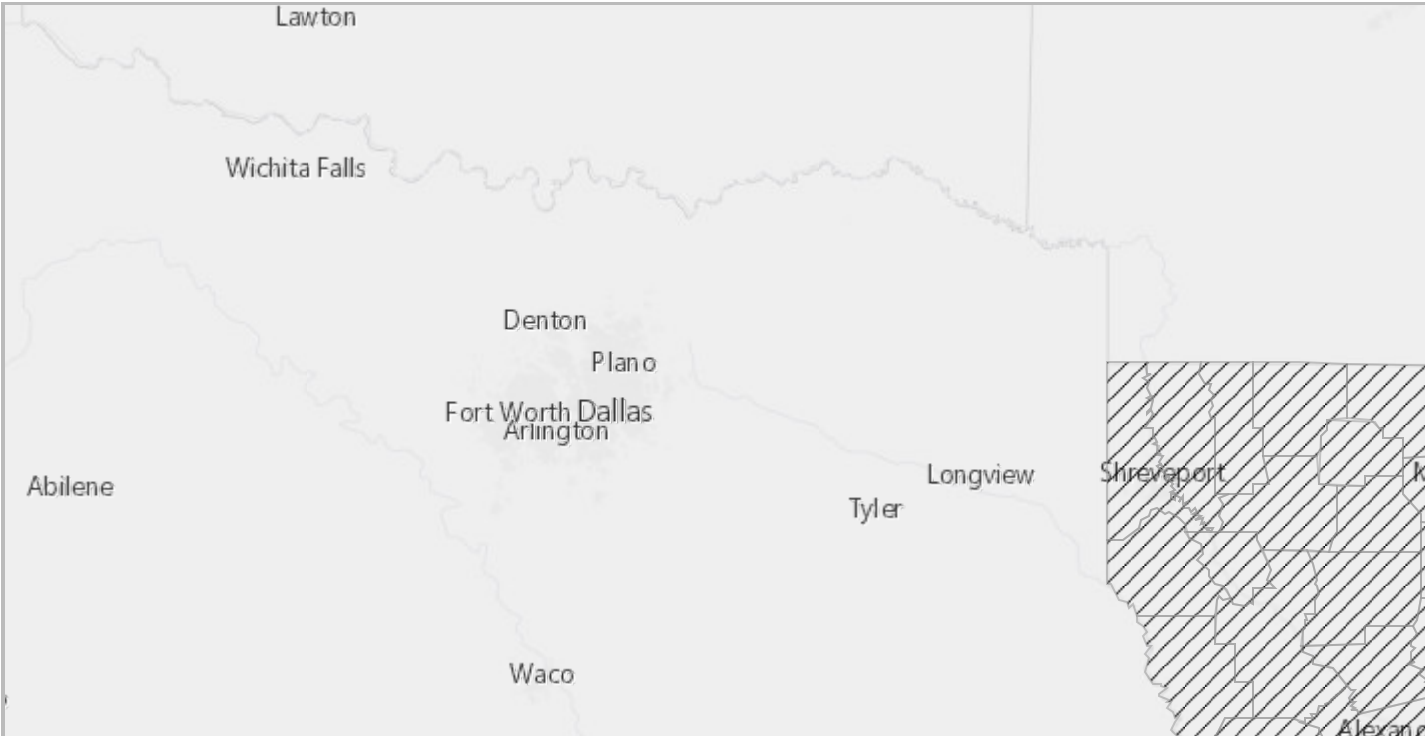 Lawton
Wichita Falls
Denton
Plano
Fort Worth Dallas
Arlington
Abilene
Longview
Shreveport
Tyler
Waco